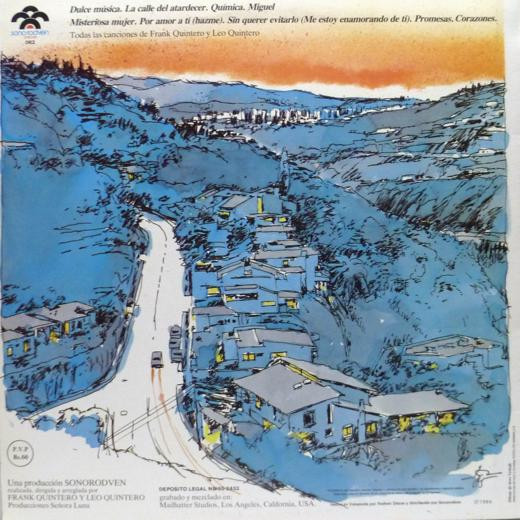 Dulce música. La calle del atardecer. Química. Miguel
Misteriosa mujer. Por amor a tí (hazme). Sin querer evitarlo (Me estoy enamorando de tí). Promesas. Corazones.
Todas las canciones de Frank Quintero y Leo Quintero
sonorodven
P.V.P
Bs.60
Una producción SONORODVEN
realizada, dirigida y arreglada por
FRANK QUINTERO Y LEO QUINTERO
Producciones Señora Luna
DEPOSITO LEGAL
grabado y mezclado en:
Madhatter Studios, Los Angeles, California, USA.